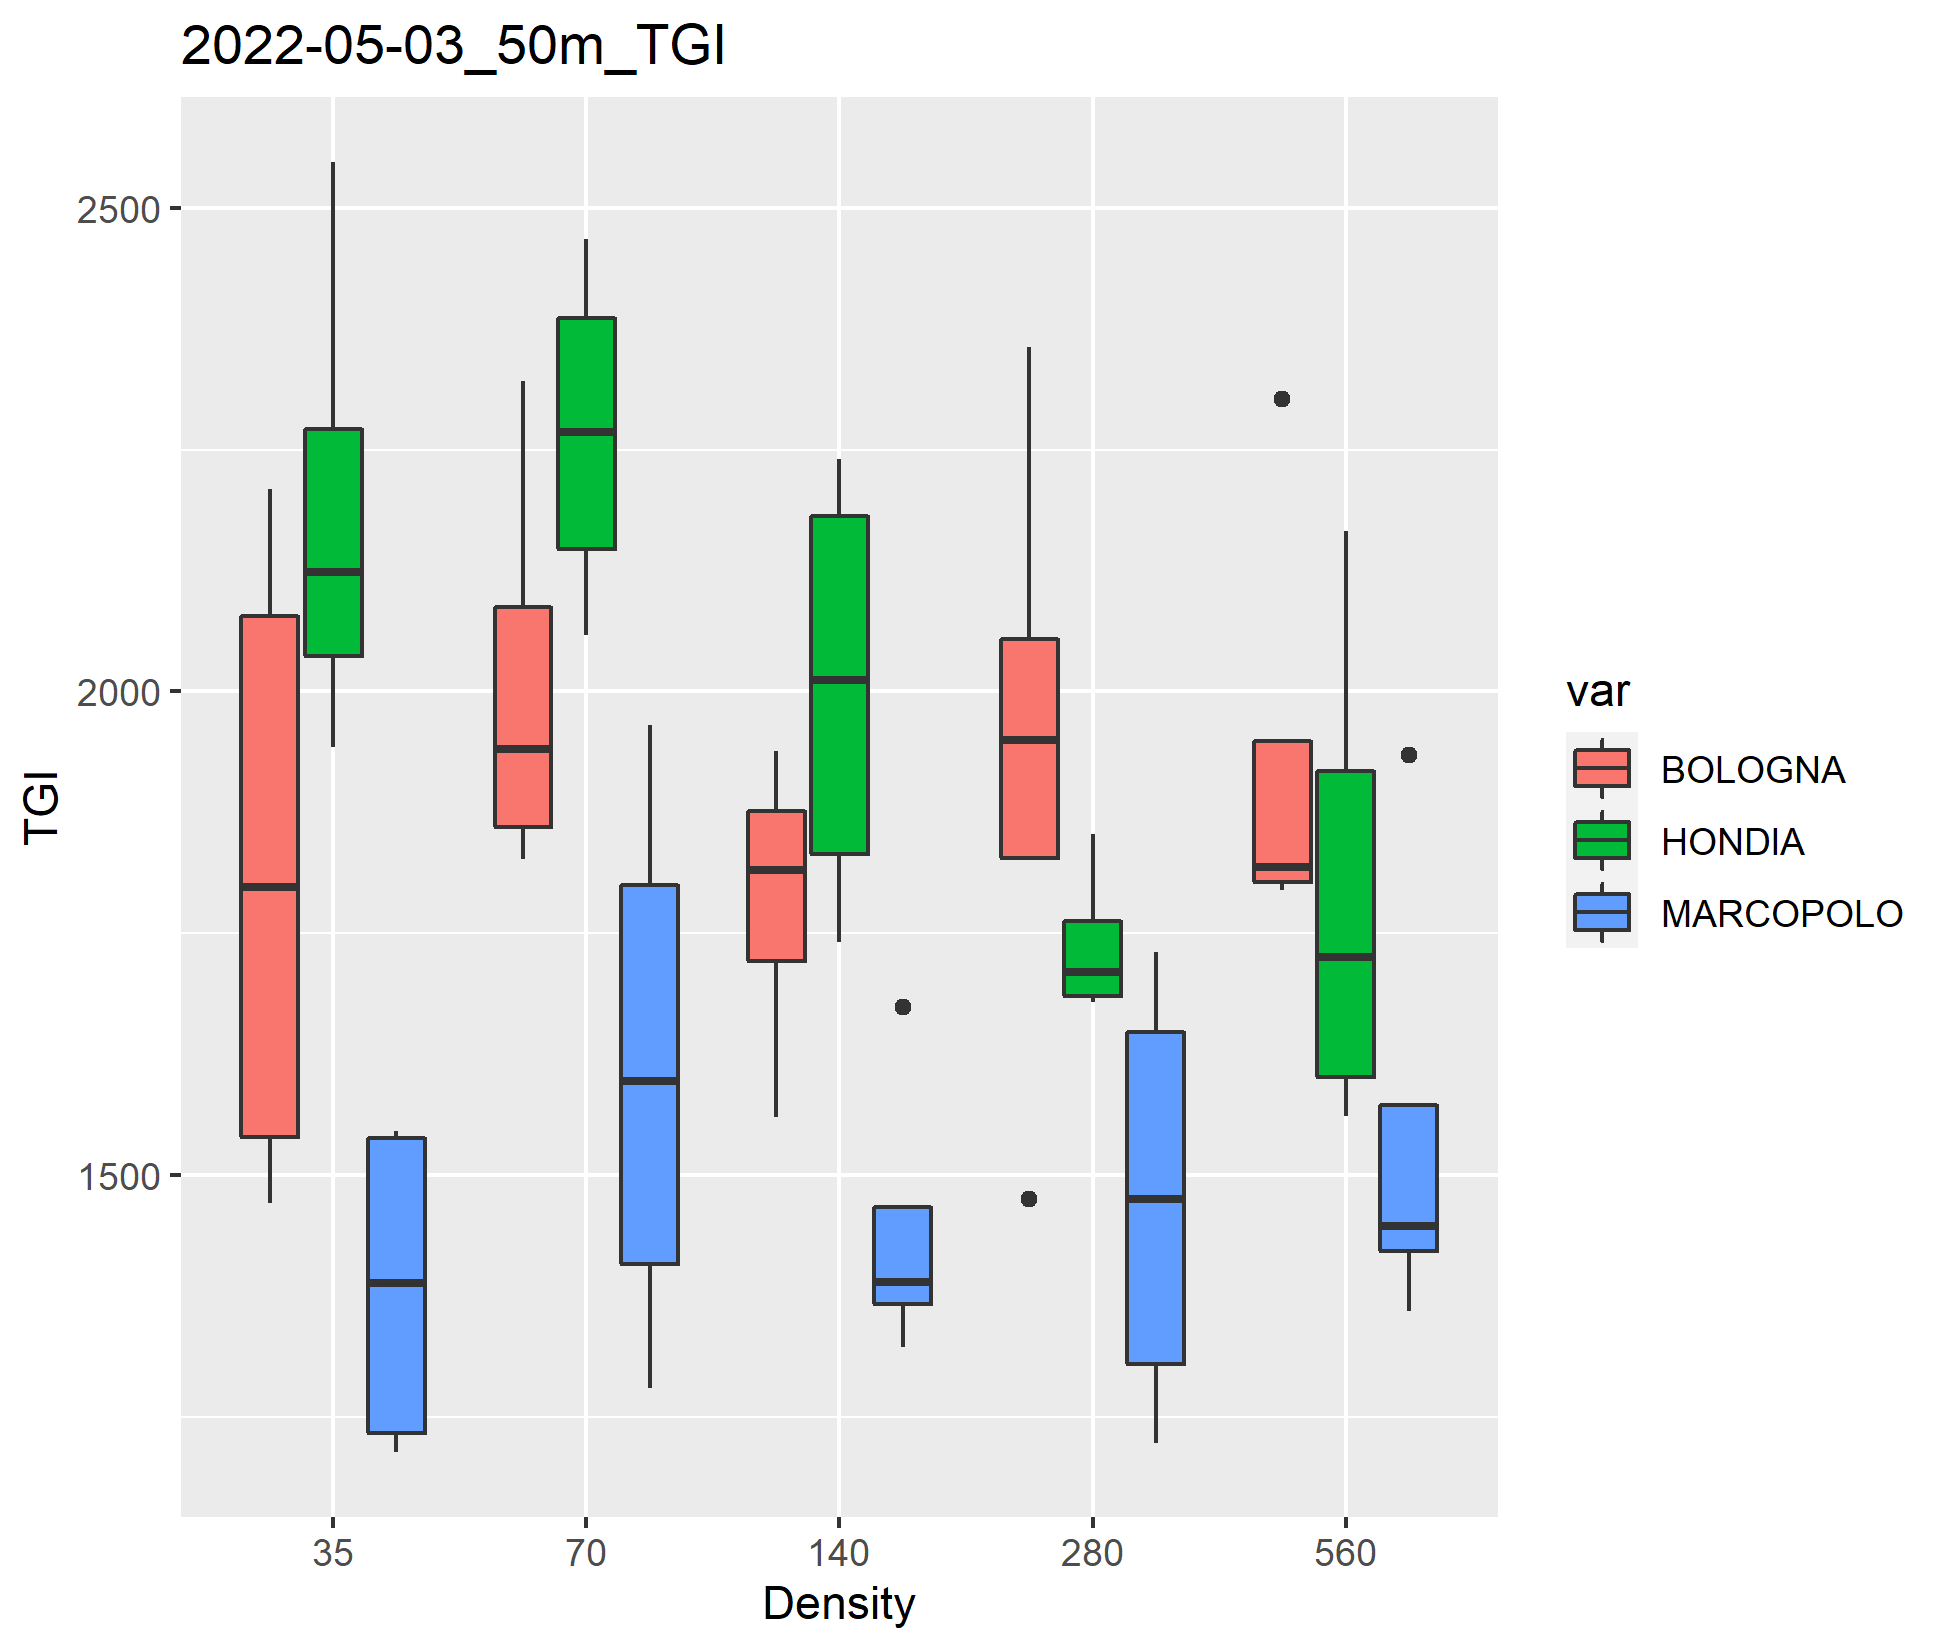 2022-05-03_50m_TGI
2500
2000
1500
TGI
35 70 140 280 560
Density
var
BOLOGNA
HONDIA
MARCOPOLO